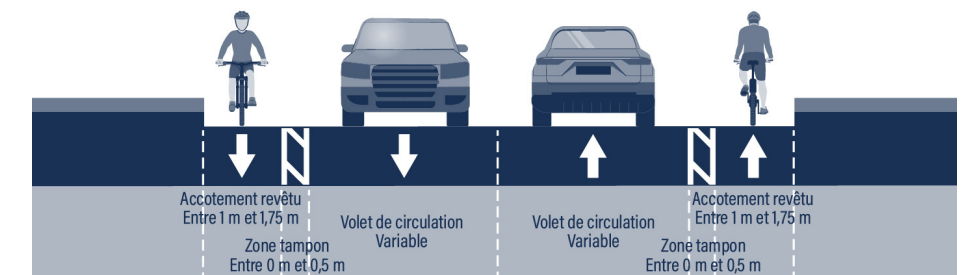 Accotement revêtu
Entre 1 m et 1,75 m
Zone tampon
Entre 0 m et 0,5 m
Volet de circulation
Variable
Volet de circulation
Variable
Zone tampon
Entre 0 m et 0,5 m
Accotement revêtu
Entre 1 m et 1,75 m